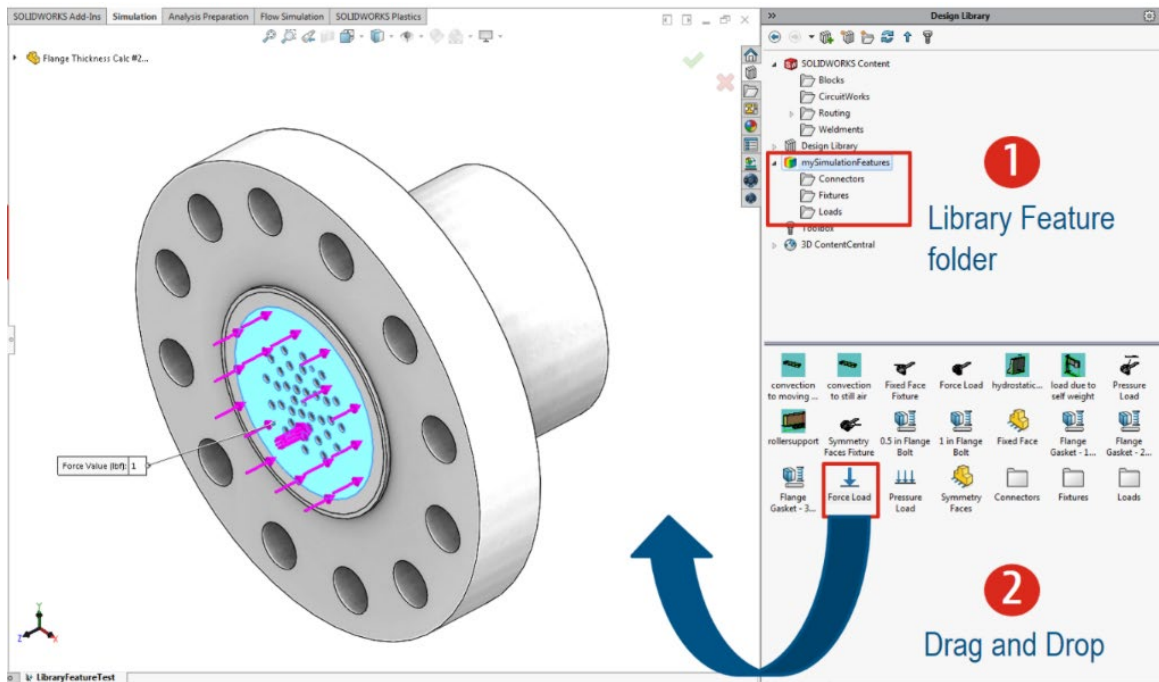 SOLIDWORKS Add-Ins Simulation Analysis Preparation Flow Simulation SOLIDWORKS Plastics
Flange Thickness Calc #2...
Force Value (lbf): 1
Y
Z
X
LibraryFeatureTest
Design Library
SOLIDWORKS Content
Blocks
CircuitWorks
Routing
Weldments
Design Library
mySimulationFeatures
Connectors
Fixtures
Loads
Toolbox
3D ContentCentral
1
Library Feature
folder
convection convection Fixed Face Force Load hydrostatic... load due to Pressure
to moving ... to still air Fixture self weight Load
rollersupport Symmetry 0.5 in Flange 1 in Flange Fixed Face Flange Flange
Faces Fixture Bolt Bolt Gasket - 1... Gasket - 2...
Flange Force Load Pressure Symmetry Connectors Fixtures Loads
Gasket - 3... Load Faces
2
Drag and Drop